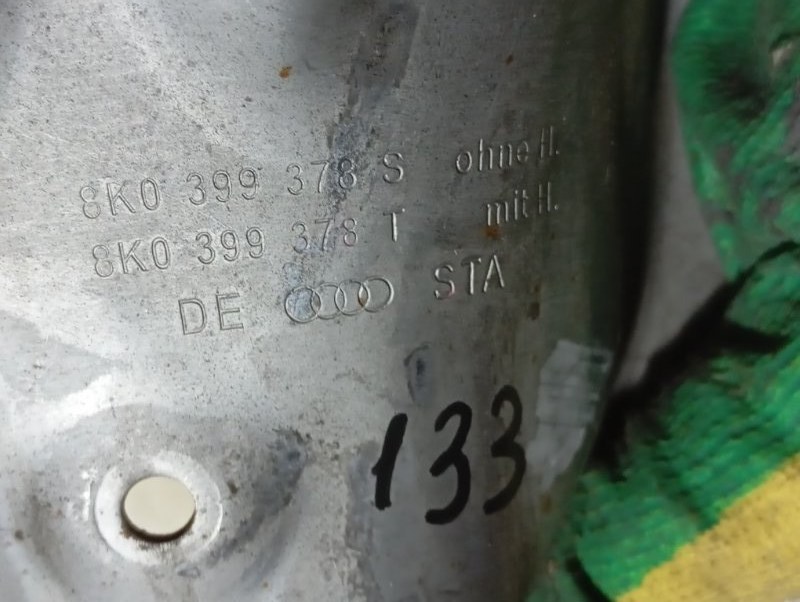 8K0 399 378 S ohne H.
8K0 399 378 T mit H.
DE STA
133